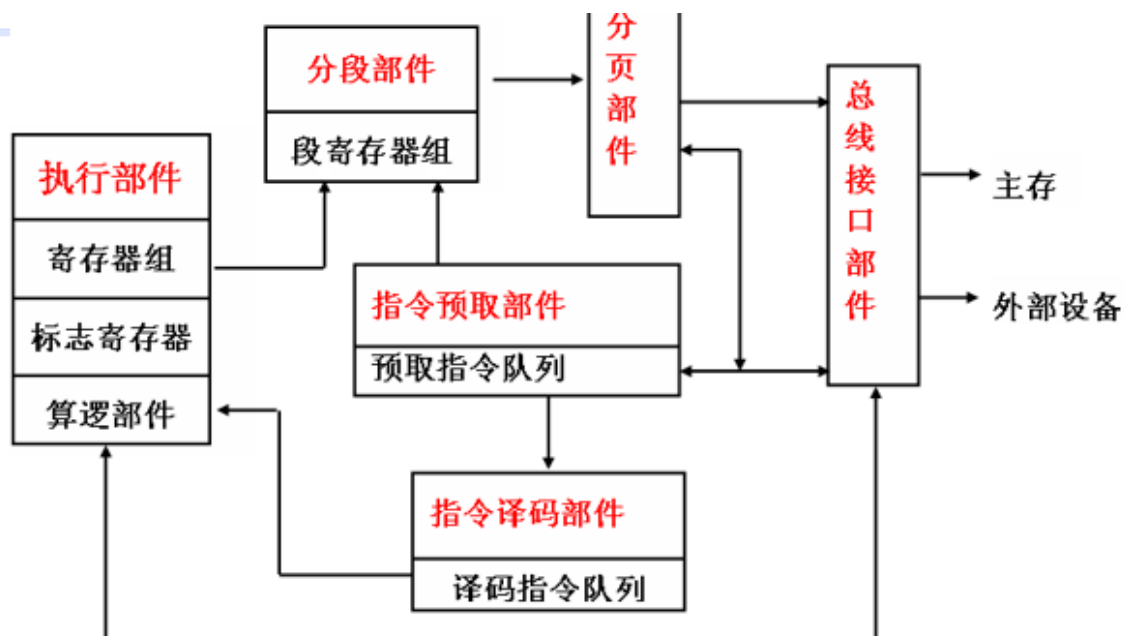 分段部件
段寄存器组
分页部件
总线接口部件
主存
外部设备
执行部件
寄存器组
标志寄存器
算逻部件
指令预取部件
预取指令队列
指令译码部件
译码指令队列